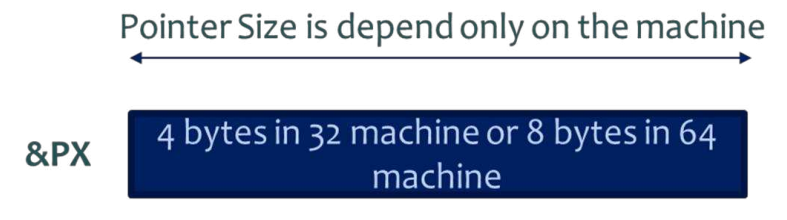 Pointer Size is depend only on the machine
&PX
4 bytes in 32 machine or 8 bytes in 64
machine